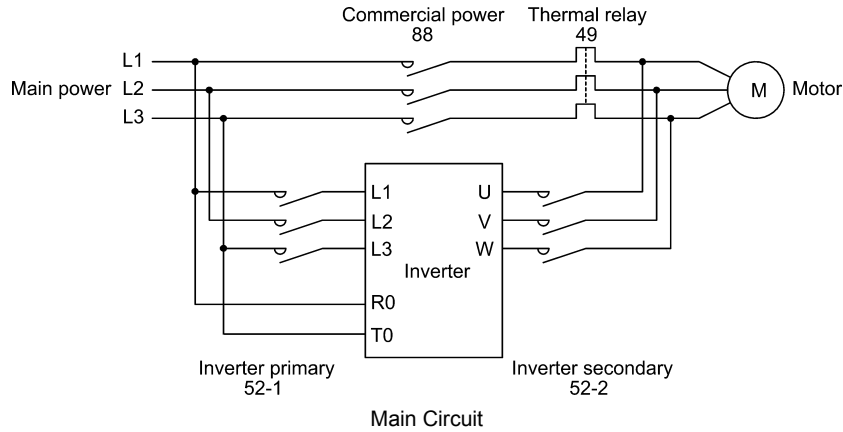 Commercial power
88
Thermal relay
49
L1
Main power L2
L3
M
Motor
L1
L2
L3
U
V
W
Inverter
R0
T0
Inverter primary
52-1
Inverter secondary
52-2
Main Circuit